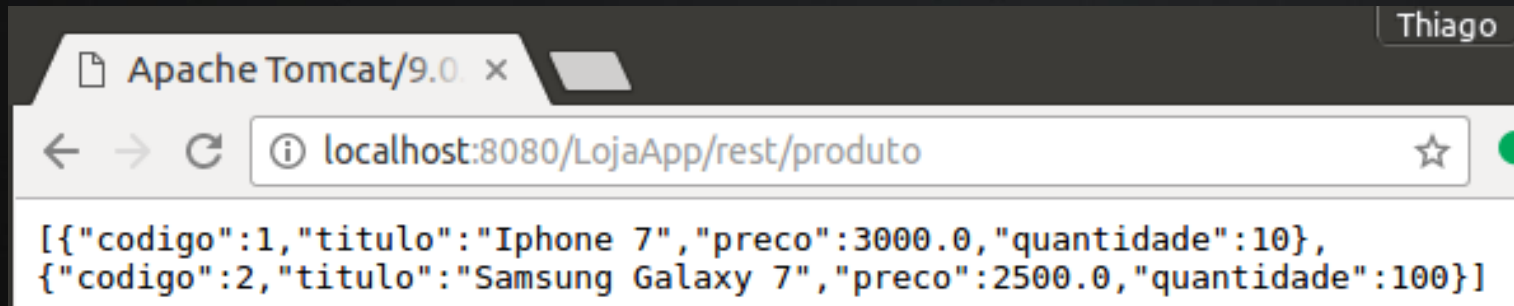 Thiago
Apache Tomcat/9.0.
localhost:8080/LojaApp/rest/produto
[{"codigo":1,"titulo":"Iphone 7","preco":3000.0,"quantidade":10},
{"codigo":2,"titulo":"Samsung Galaxy 7","preco":2500.0,"quantidade":100}]